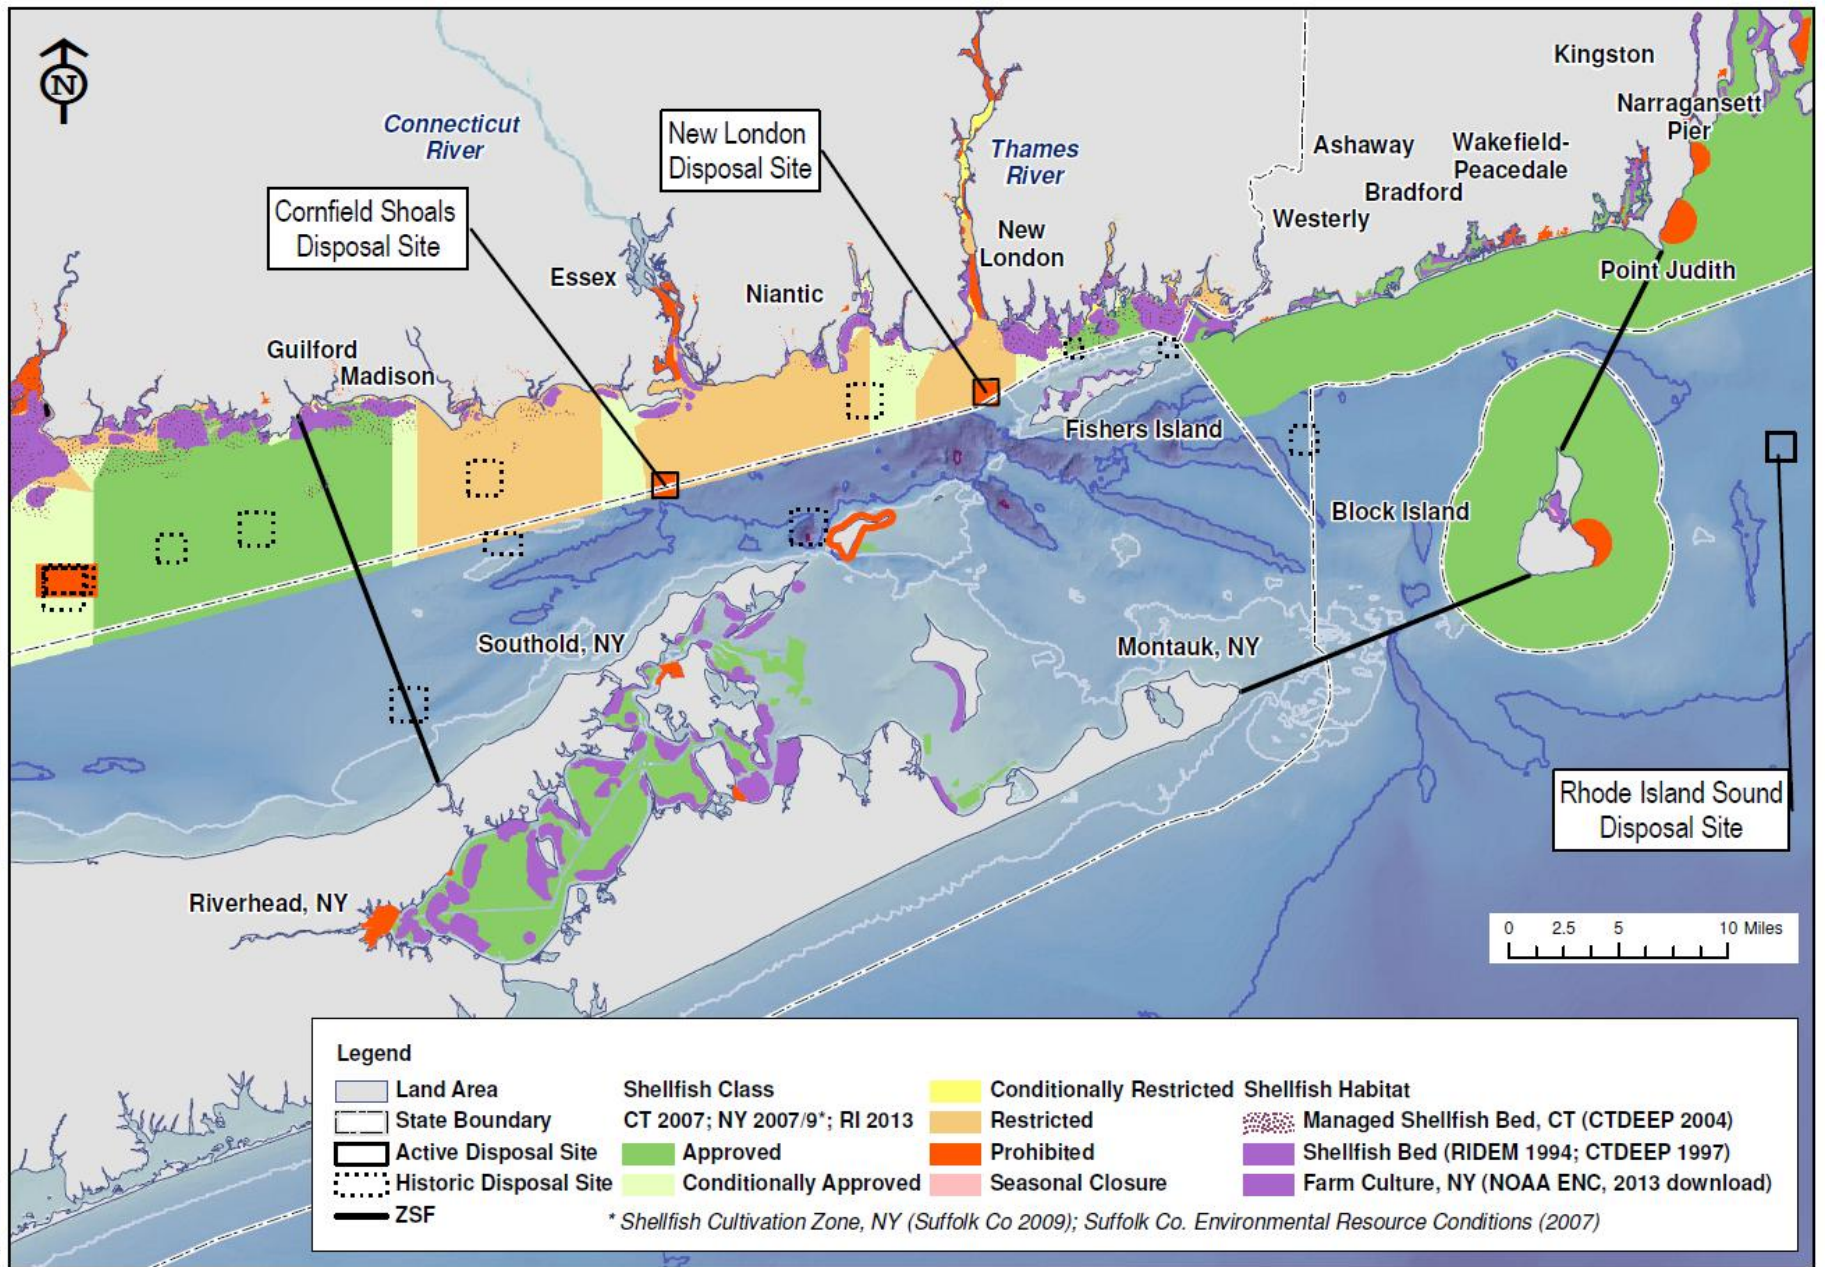 N
Kingston
Narragansett
Pier
Connecticut
River
New London
Disposal Site
Thames
River
Ashaway
Wakefield-
Peacedale
Bradford
Westerly
Cornfield Shoals
Disposal Site
New
London
Essex
Niantic
Point Judith
Guilford
Madison
Fishers Island
Block Island
Southold, NY
Montauk, NY
Rhode Island Sound
Disposal Site
Riverhead, NY
0 2.5 5 10 Miles
Legend
Land Area
State Boundary
Active Disposal Site
Historic Disposal Site
ZSF
Shellfish Class
CT 2007; NY 2007/9*; RI 2013
Approved
Conditionally Approved
Conditionally Restricted
Restricted
Prohibited
Seasonal Closure
Shellfish Habitat
Managed Shellfish Bed, CT (CTDEEP 2004)
Shellfish Bed (RIDEM 1994; CTDEEP 1997)
Farm Culture, NY (NOAA ENC, 2013 download)
* Shellfish Cultivation Zone, NY (Suffolk Co 2009); Suffolk Co. Environmental Resource Conditions (2007)